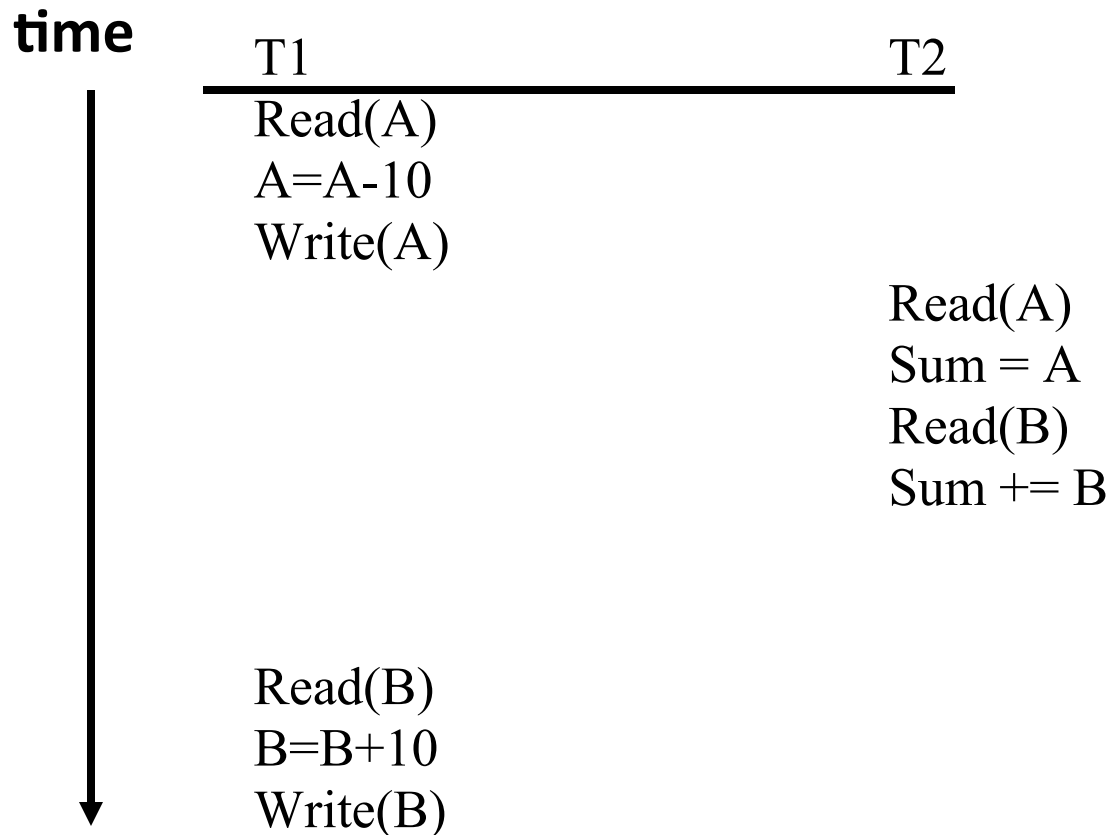 time
T1 T2
Read(A)
A=A-10
Write(A)
Read(A)
Sum = A
Read(B)
Sum += B
Read(B)
B=B+10
Write(B)